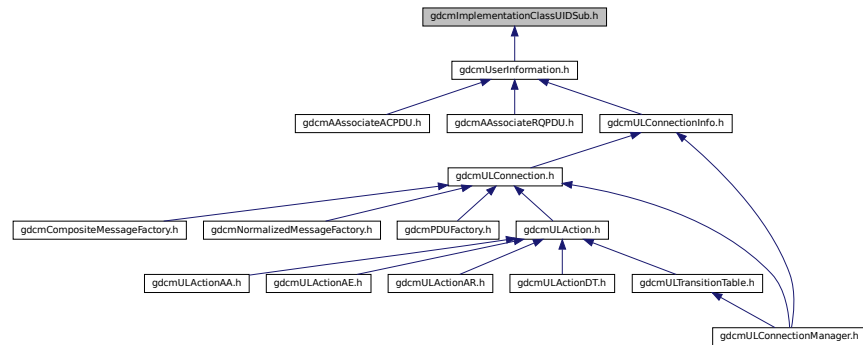 gdcmImplementationClassUIDSub.h
gdcmUserInformation.h
gdcmAAssociateACPDU.h
gdcmAAssociateRQPDU.h
gdcmULConnectionInfo.h
gdcmULConnection.h
gdcmCompositeMessageFactory.h
gdcmNormalizedMessageFactory.h
gdcmPDUFactory.h
gdcmULAction.h
gdcmULActionAA.h
gdcmULActionAE.h
gdcmULActionAR.h
gdcmULActionDT.h
gdcmULTransitionTable.h
gdcmULConnectionManager.h